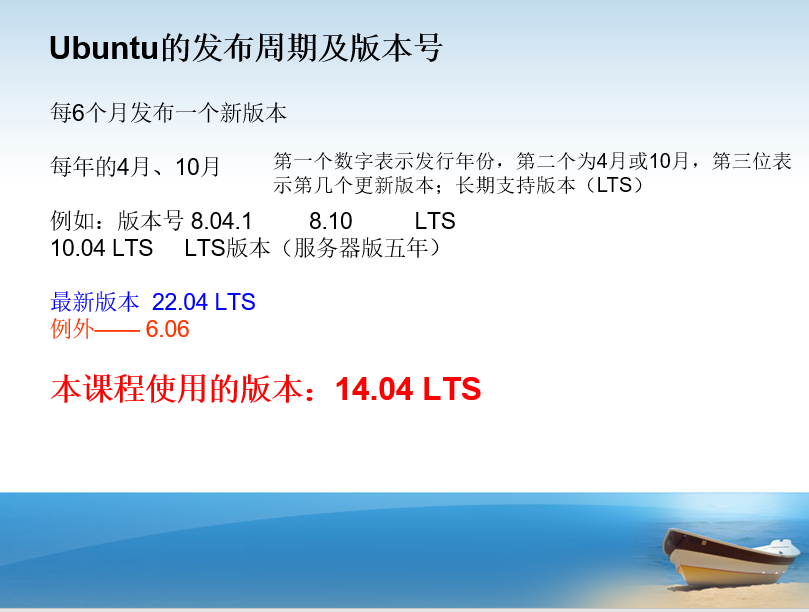 Ubuntu的发布周期及版本号
每6个月发布一个新版本
每年的4月、10月
第一个数字表示发行年份，第二个为4月或10月，第三位表
示第几个更新版本；长期支持版本（LTS）
例如：版本号 8.04.1 8.10 LTS
10.04 LTS LTS版本（服务器版五年）
最新版本 22.04 LTS
例外—— 6.06
本课程使用的版本：14.04 LTS